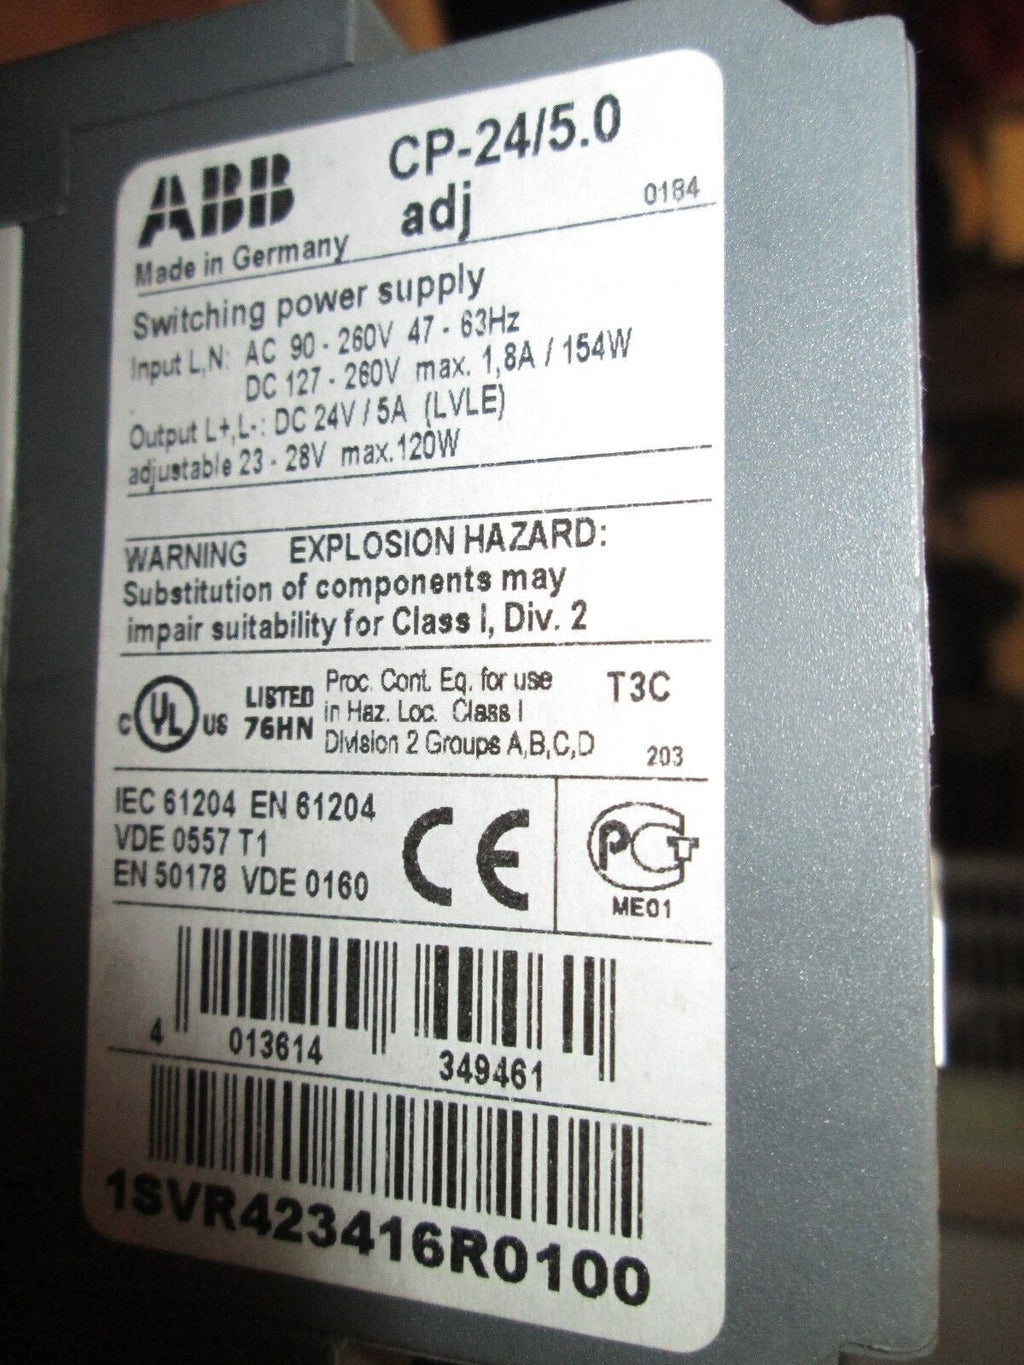 ABB
CP-24/5.0
adj
0184
Made in Germany
Switching power supply
Input L,N: AC 90 - 260V 47 - 63Hz
DC 127 - 260V max. 1,8A / 154W
Output L+,L-: DC 24V / 5A (LVLE)
adjustable 23 - 28V max.120W
WARNING EXPLOSION HAZARD:
Substitution of components may
impair suitability for Class I, Div. 2
C UL US
LISTED
76HN
Proc. Cont. Eq. for use
in Haz. Loc. Class I
Division 2 Groups A,B,C,D
T3C
203
IEC 61204 EN 61204
VDE 0557 T1
EN 50178 VDE 0160
CE
PCT
ME01
4 013614 349461
1SVR423416R0100